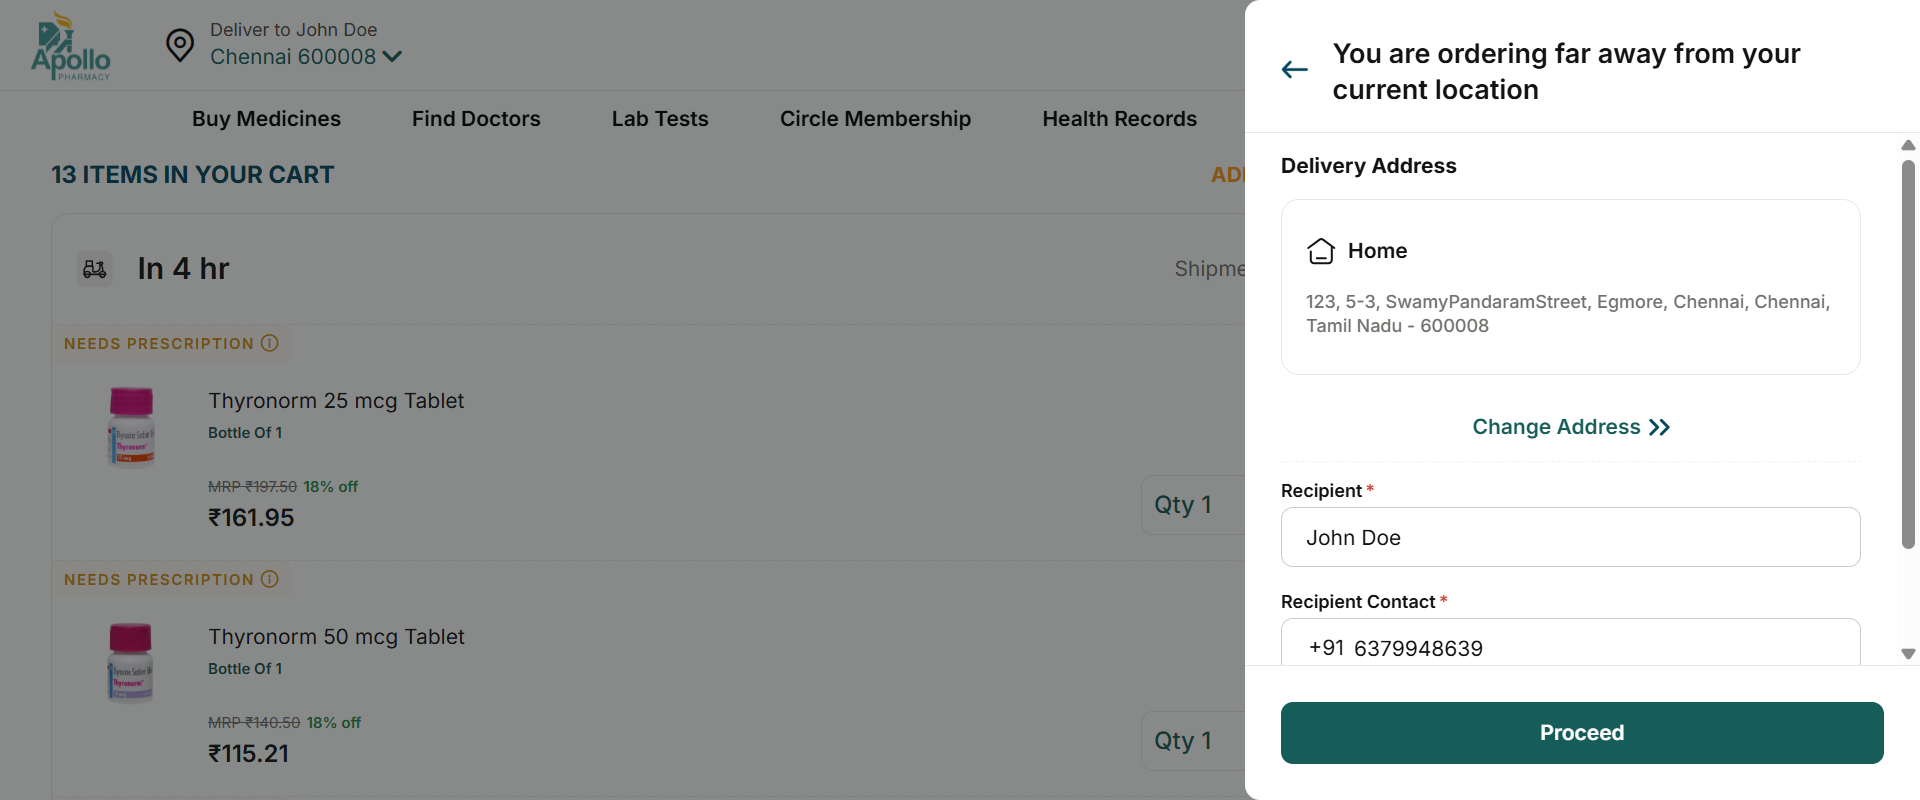 Apollo
PHARMACY
Deliver to John Doe
Chennai 600008
Buy Medicines
Find Doctors
Lab Tests
Circle Membership
Health Records
13 ITEMS IN YOUR CART
In 4 hr
NEEDS PRESCRIPTION
Thyronorm 25 mcg Tablet
Bottle Of 1
MRP ₹197.50 18% off
₹161.95
Qty 1
NEEDS PRESCRIPTION
Thyronorm 50 mcg Tablet
Bottle Of 1
MRP ₹140.50 18% off
₹115.21
Qty 1
You are ordering far away from your
current location
Delivery Address
Home
123, 5-3, SwamyPandaramStreet, Egmore, Chennai, Chennai,
Tamil Nadu - 600008
Change Address
Recipient *
John Doe
Recipient Contact *
+91 6379948639
Proceed